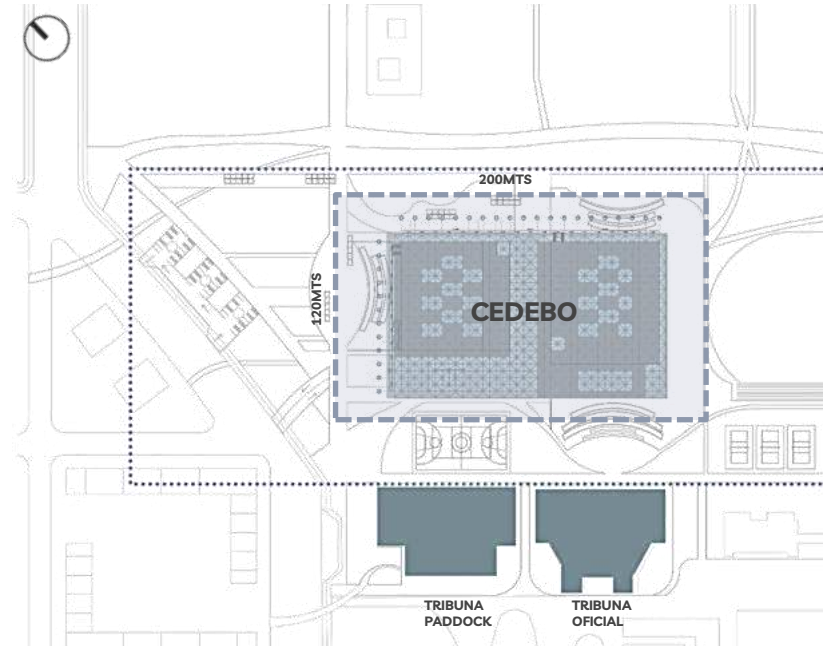 200MTS
120MTS
CEDEBO
TRIBUNA
PADDOCK
TRIBUNA
OFICIAL